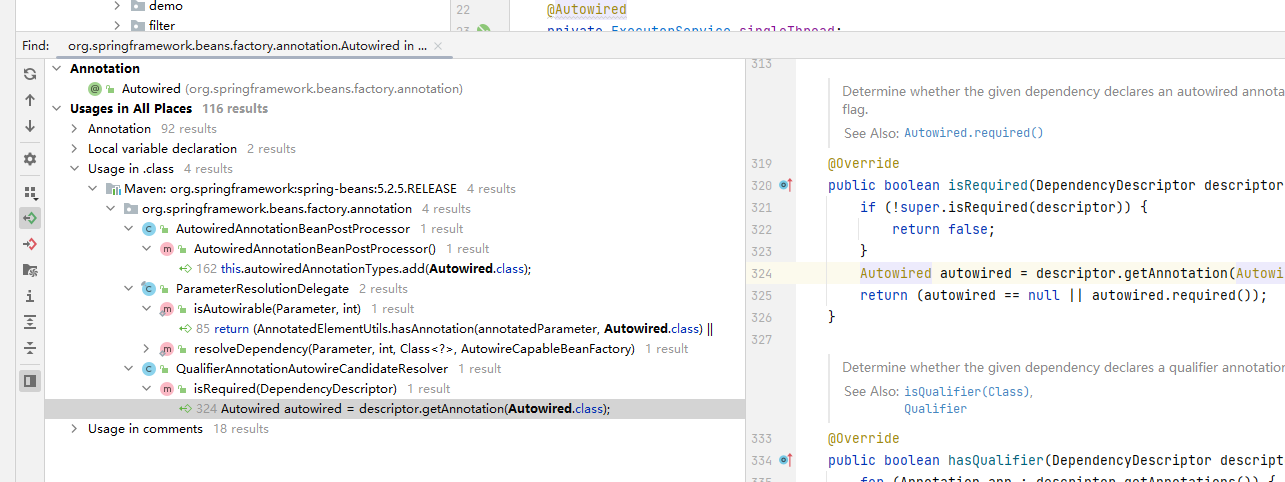 demo
filter
22 @Autowired
23 private ExecutorService singleThread;
Find: org.springframework.beans.factory.annotation.Autowired in ... ×
Annotation
Autowired (org.springframework.beans.factory.annotation)
Usages in All Places 116 results
Annotation 92 results
Local variable declaration 2 results
Usage in .class 4 results
Maven: org.springframework:spring-beans:5.2.5.RELEASE 4 results
org.springframework.beans.factory.annotation 4 results
AutowiredAnnotationBeanPostProcessor 1 result
AutowiredAnnotationBeanPostProcessor() 1 result
162 this.autowiredAnnotationTypes.add(Autowired.class);
ParameterResolutionDelegate 2 results
isAutowirable(Parameter, int) 1 result
85 return (AnnotatedElementUtils.hasAnnotation(annotatedParameter, Autowired.class) ||
resolveDependency(Parameter, int, Class<?>, AutowireCapableBeanFactory) 1 result
QualifierAnnotationAutowireCandidateResolver 1 result
isRequired(DependencyDescriptor) 1 result
324 Autowired autowired = descriptor.getAnnotation(Autowired.class);
Usage in comments 18 results
313
Determine whether the given dependency declares an autowired annota
flag.
See Also: Autowired.required()
319 @Override
320 public boolean isRequired(DependencyDescriptor descriptor
321 if (!super.isRequired(descriptor)) {
322 return false;
323 }
324 Autowired autowired = descriptor.getAnnotation(Autowi
325 return (autowired == null || autowired.required());
326 }
327
Determine whether the given dependency declares a qualifier annotation
See Also: isQualifier(Class),
Qualifier
333 @Override
334 public boolean hasQualifier(DependencyDescriptor descript
335 for (Annotation ann : descriptor.getAnnotations()) {